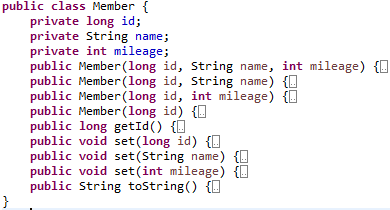 public class Member {
    private long id;
    private String name;
    private int mileage;
    public Member(long id, String name, int mileage) {..
    public Member(long id, String name) {..
    public Member(long id, int mileage) {..
    public Member(long id) {..
    public long getId() {..
    public void set(long id) {..
    public void set(String name) {..
    public void set(int mileage) {..
    public String toString() {..
}